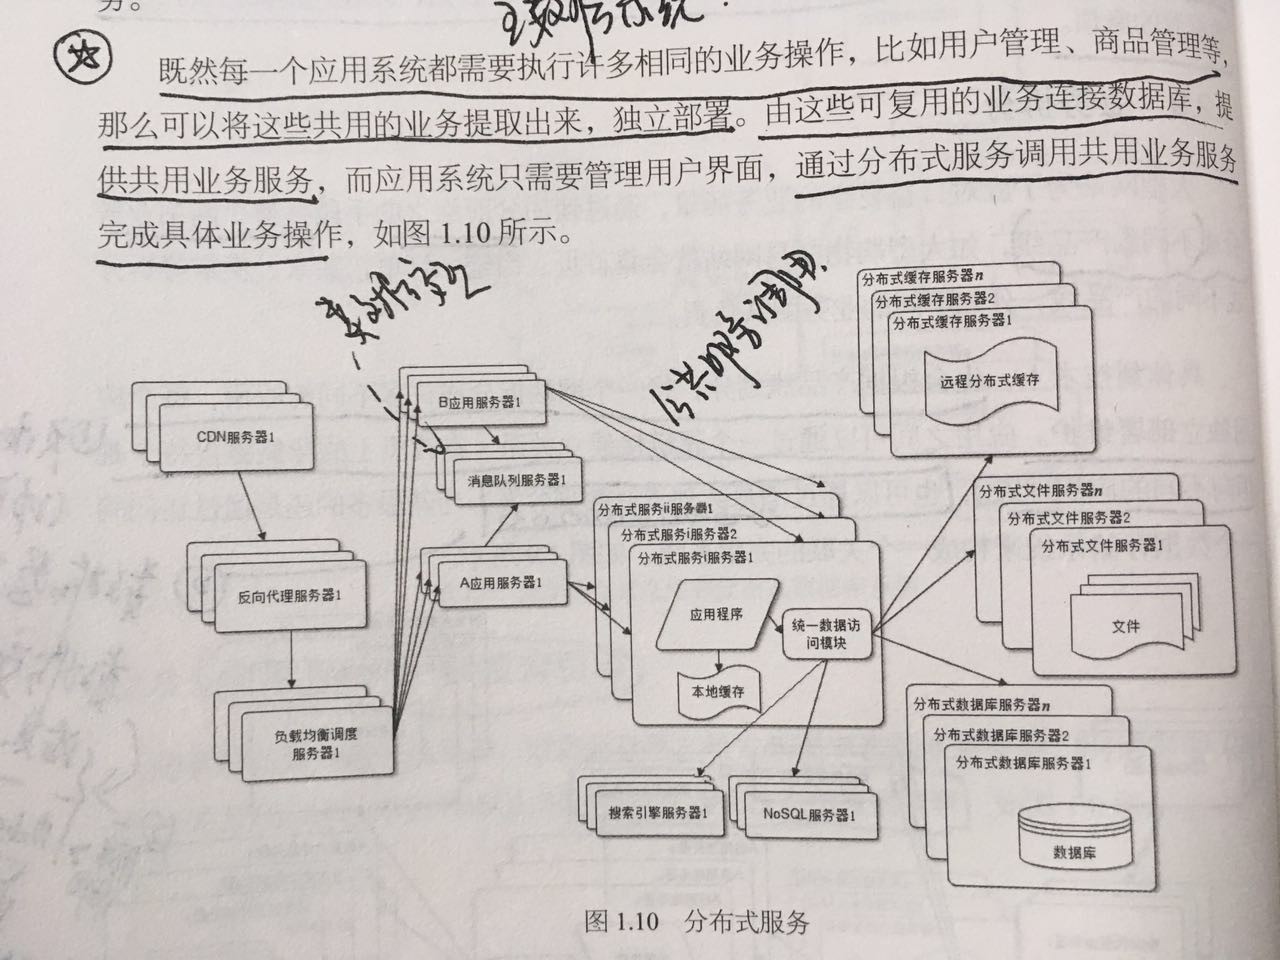 务。
既然每一个应用系统都需要执行许多相同的业务操作，比如用户管理、商品管理等，
那么可以将这些共用的业务提取出来，独立部署。由这些可复用的业务连接数据库，提
供共用业务服务，而应用系统只需要管理用户界面，通过分布式服务调用共用业务服务
完成具体业务操作，如图 1.10 所示。
公共服务调用.
分布式缓存服务器n
分布式缓存服务器2
分布式缓存服务器1
远程分布式缓存
B应用服务器1
CDN服务器1
消息队列服务器1
分布式服务ii服务器1
分布式服务i服务器2
分布式服务i服务器1
分布式文件服务器n
分布式文件服务器2
分布式文件服务器1
文件
A应用服务器1
反向代理服务器1
应用程序
统一数据访
问模块
本地缓存
负载均衡调度
服务器1
分布式数据库服务器n
分布式数据库服务器2
分布式数据库服务器1
数据库
搜索引擎服务器1
NoSQL服务器1
图 1.10 分布式服务